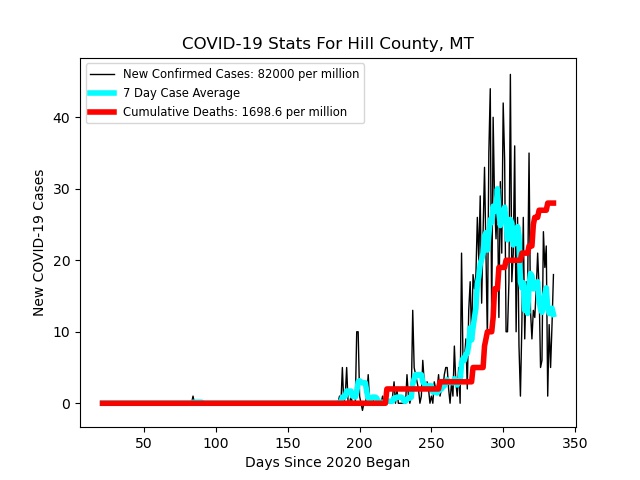 COVID-19 Stats For Hill County, MT
New Confirmed Cases: 82000 per million
7 Day Case Average
Cumulative Deaths: 1698.6 per million
New COVID-19 Cases
40
30
20
10
0
50 100 150 200 250 300 350
Days Since 2020 Began